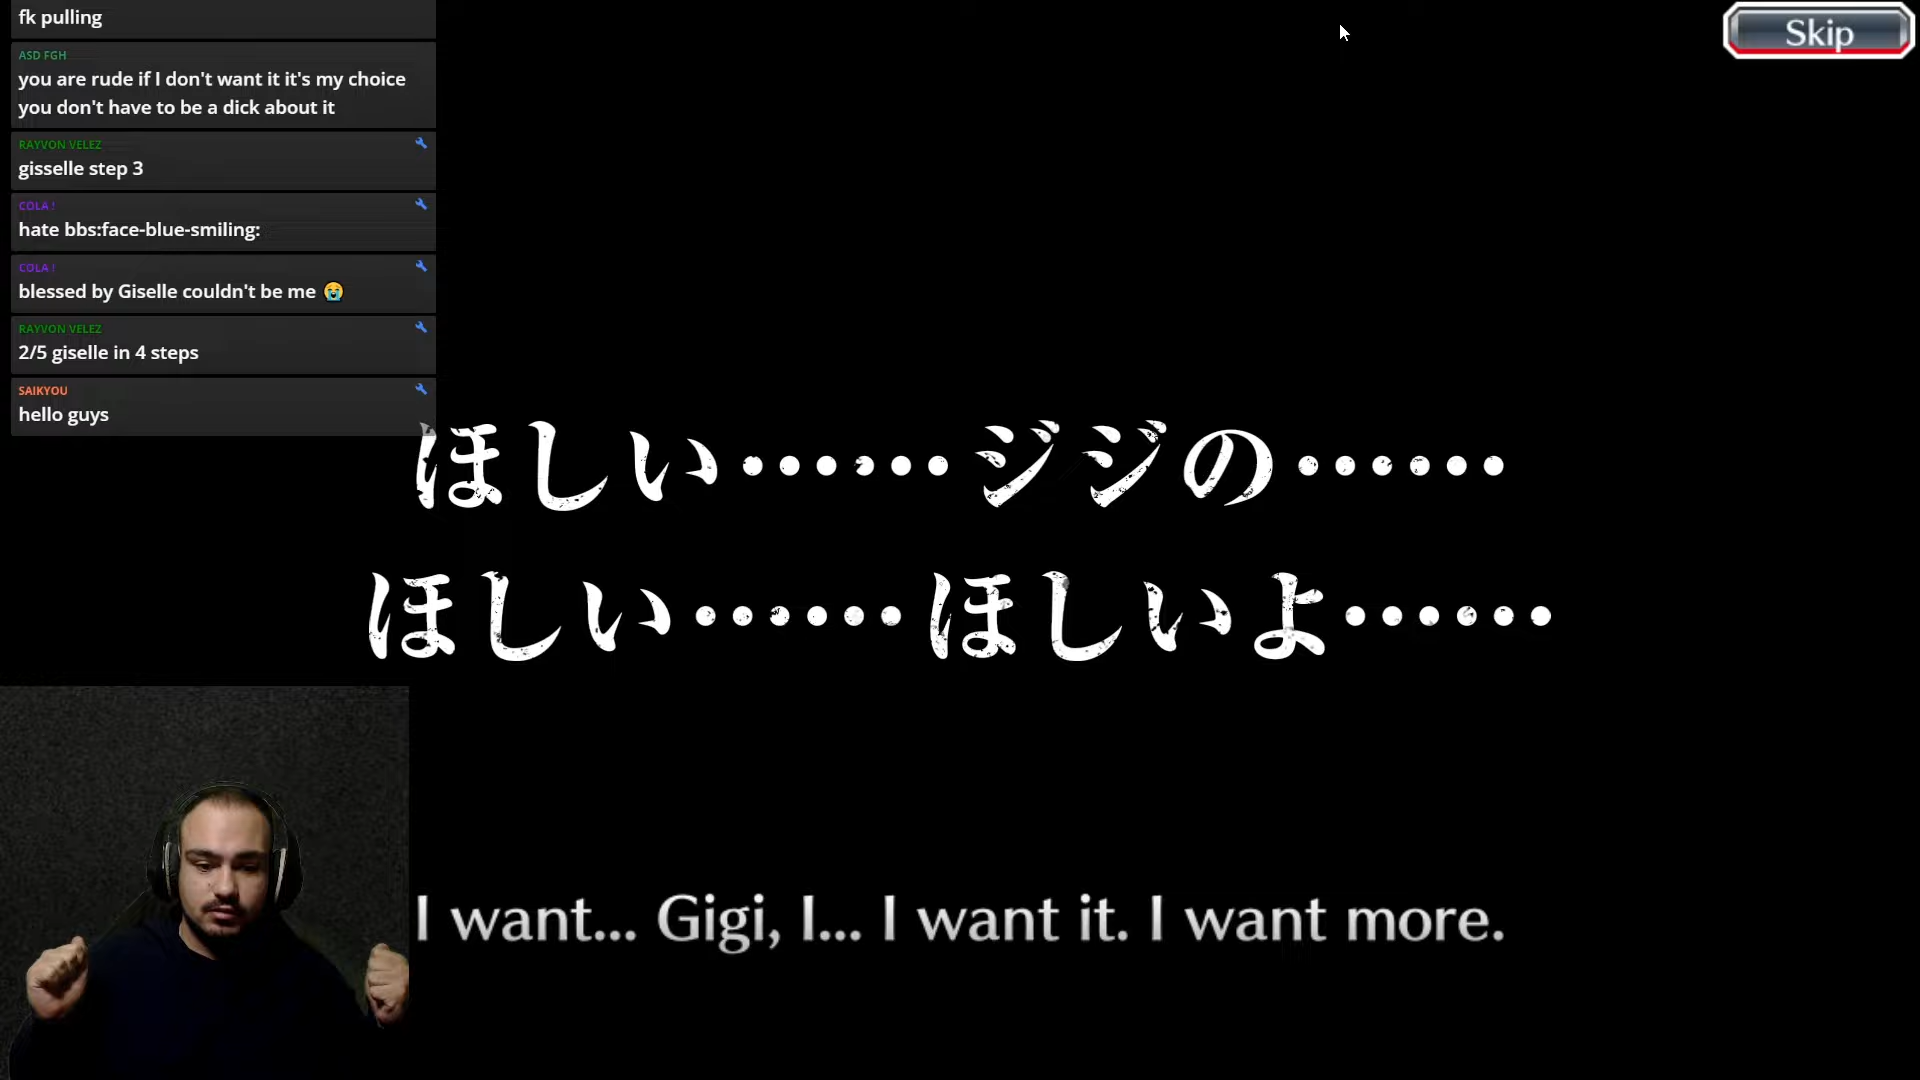 fk pulling
ASD FGH
you are rude if I don't want it it's my choice
you don't have to be a dick about it
RAYVON VELEZ
gisselle step 3
COLA !
hate bbs:face-blue-smiling:
COLA !
blessed by Giselle couldn't be me 😭
RAYVON VELEZ
2/5 giselle in 4 steps
SAIKYOU
hello guys
Skip
ほしい……ジジの……
ほしい……ほしいよ……
I want... Gigi, I... I want it. I want more.